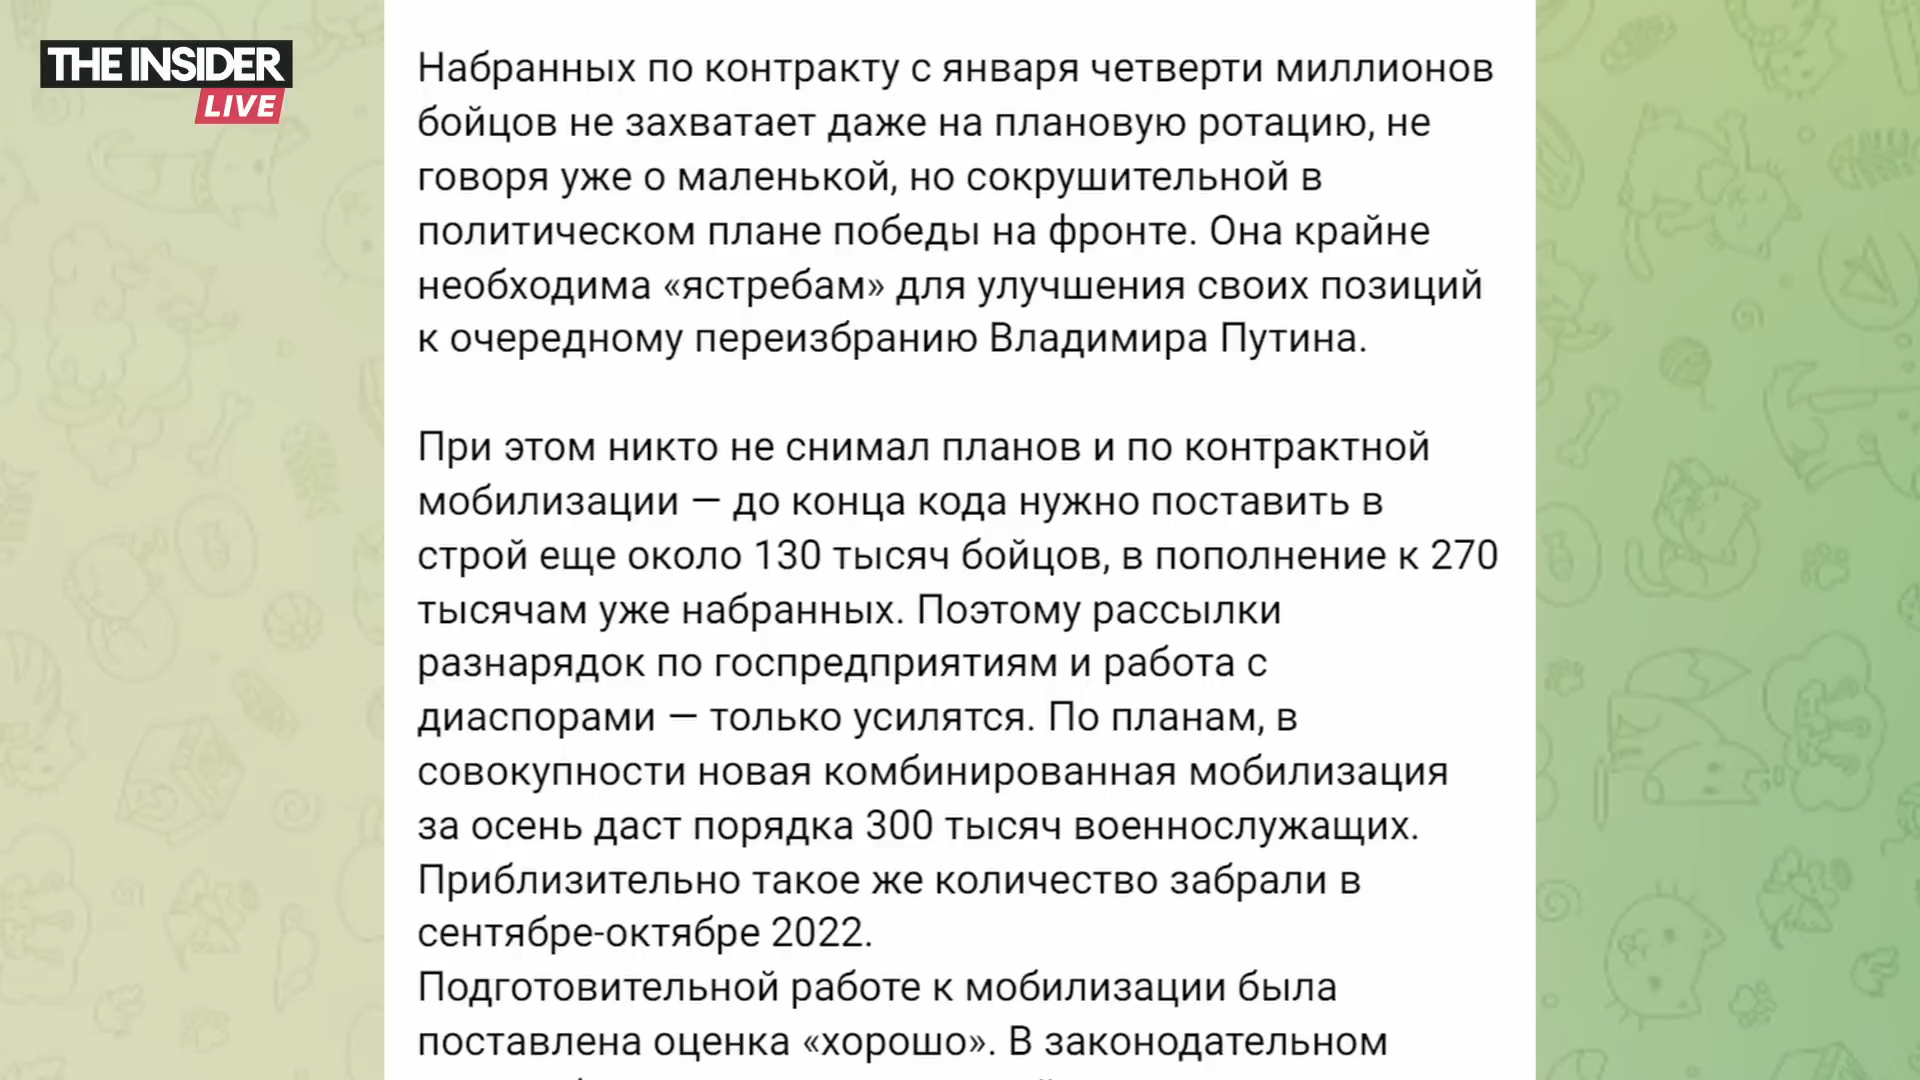 THE INSIDER
LIVE
Набранных по контракту с января четверти миллионов
бойцов не захватает даже на плановую ротацию, не
говоря уже о маленькой, но сокрушительной в
политическом плане победы на фронте. Она крайне
необходима «ястребам» для улучшения своих позиций
к очередному переизбранию Владимира Путина.
При этом никто не снимал планов и по контрактной
мобилизации — до конца кода нужно поставить в
строй еще около 130 тысяч бойцов, в пополнение к 270
тысячам уже набранных. Поэтому рассылки
разнарядок по госпредприятиям и работа с
диаспорами — только усилятся. По планам, в
совокупности новая комбинированная мобилизация
за осень даст порядка 300 тысяч военнослужащих.
Приблизительно такое же количество забрали в
сентябре-октябре 2022.
Подготовительной работе к мобилизации была
поставлена оценка «хорошо». В законодательном